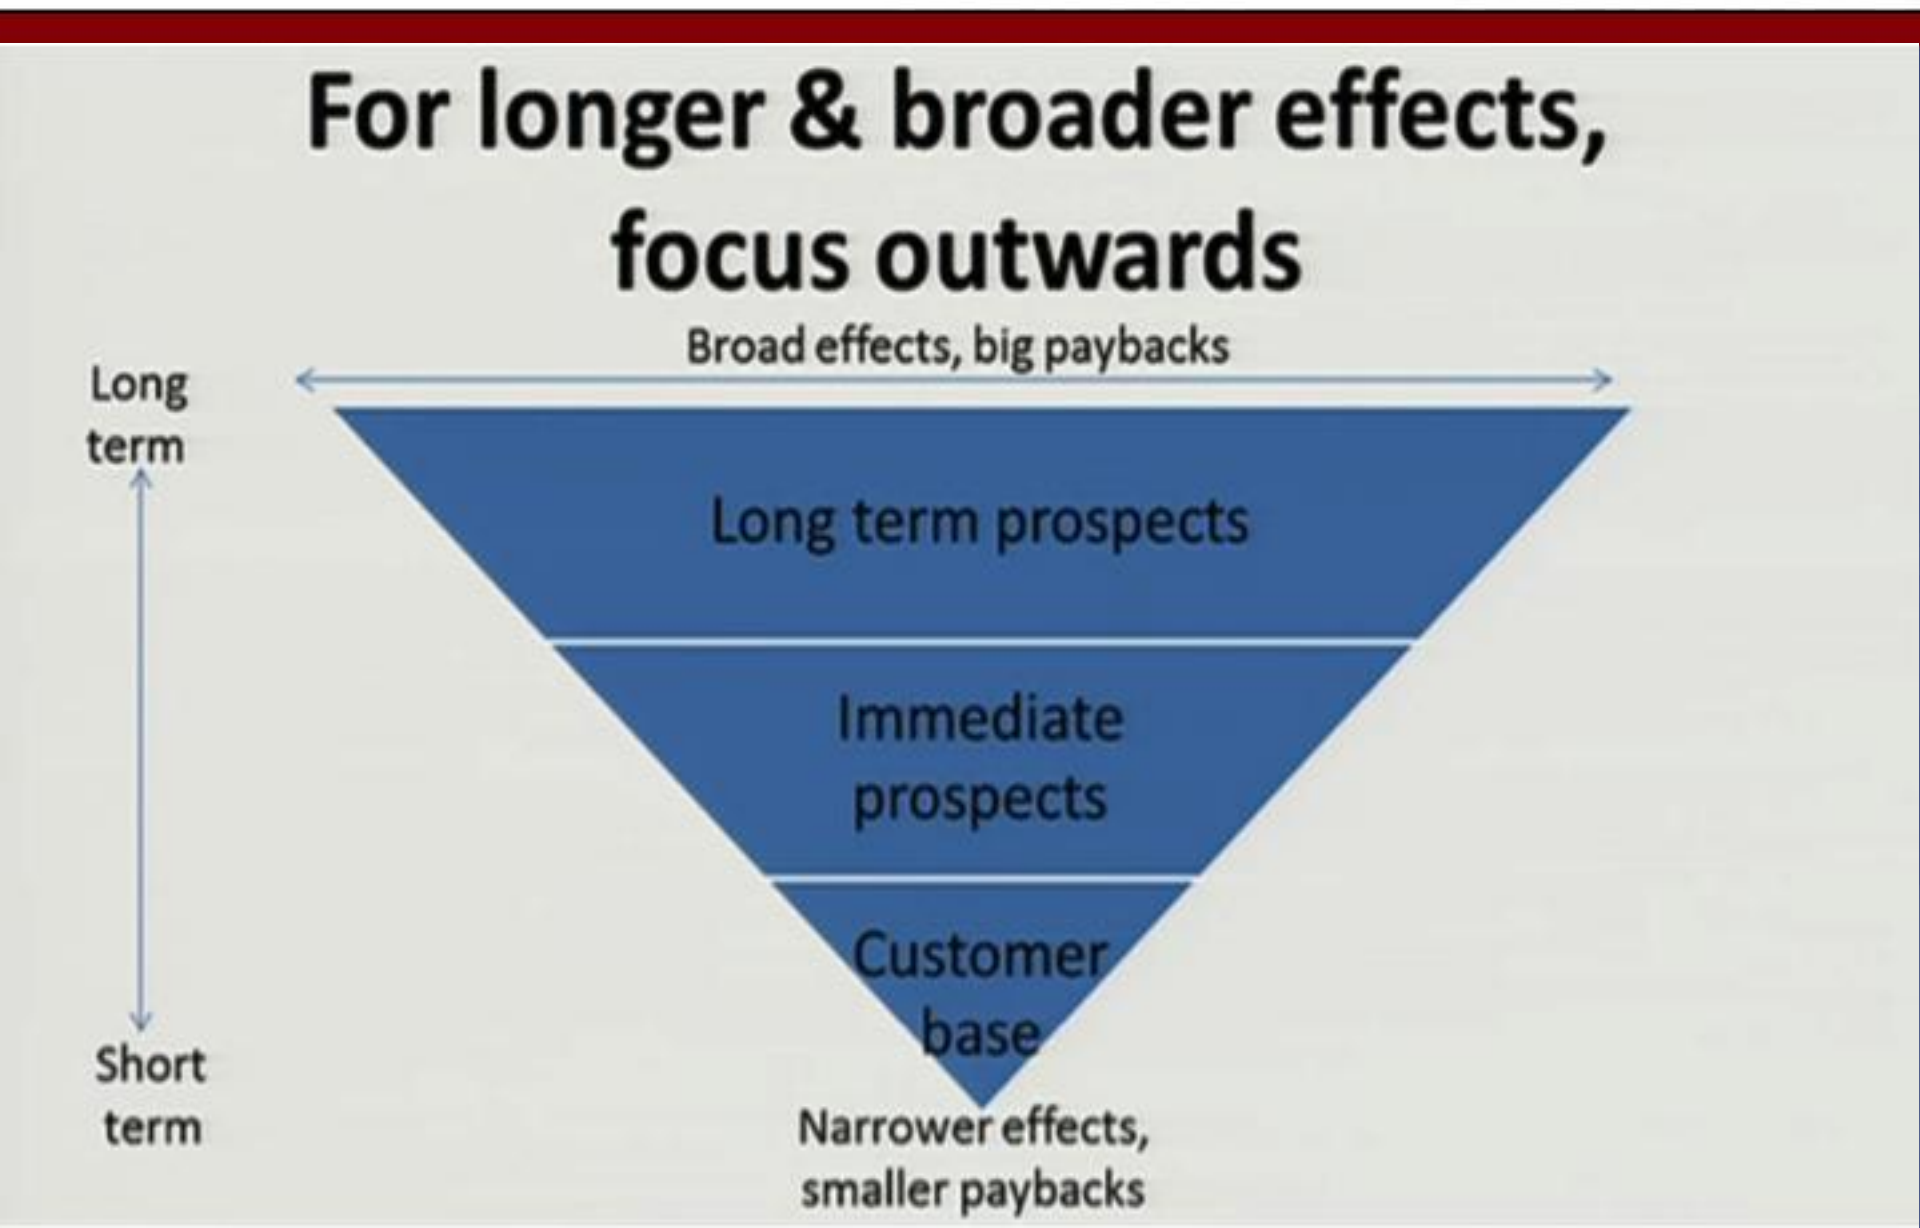 For longer & broader effects,
focus outwards
Broad effects, big paybacks
Long
term
Long term prospects
Immediate
prospects
Customer
base
Short
term
Narrower effects,
smaller paybacks